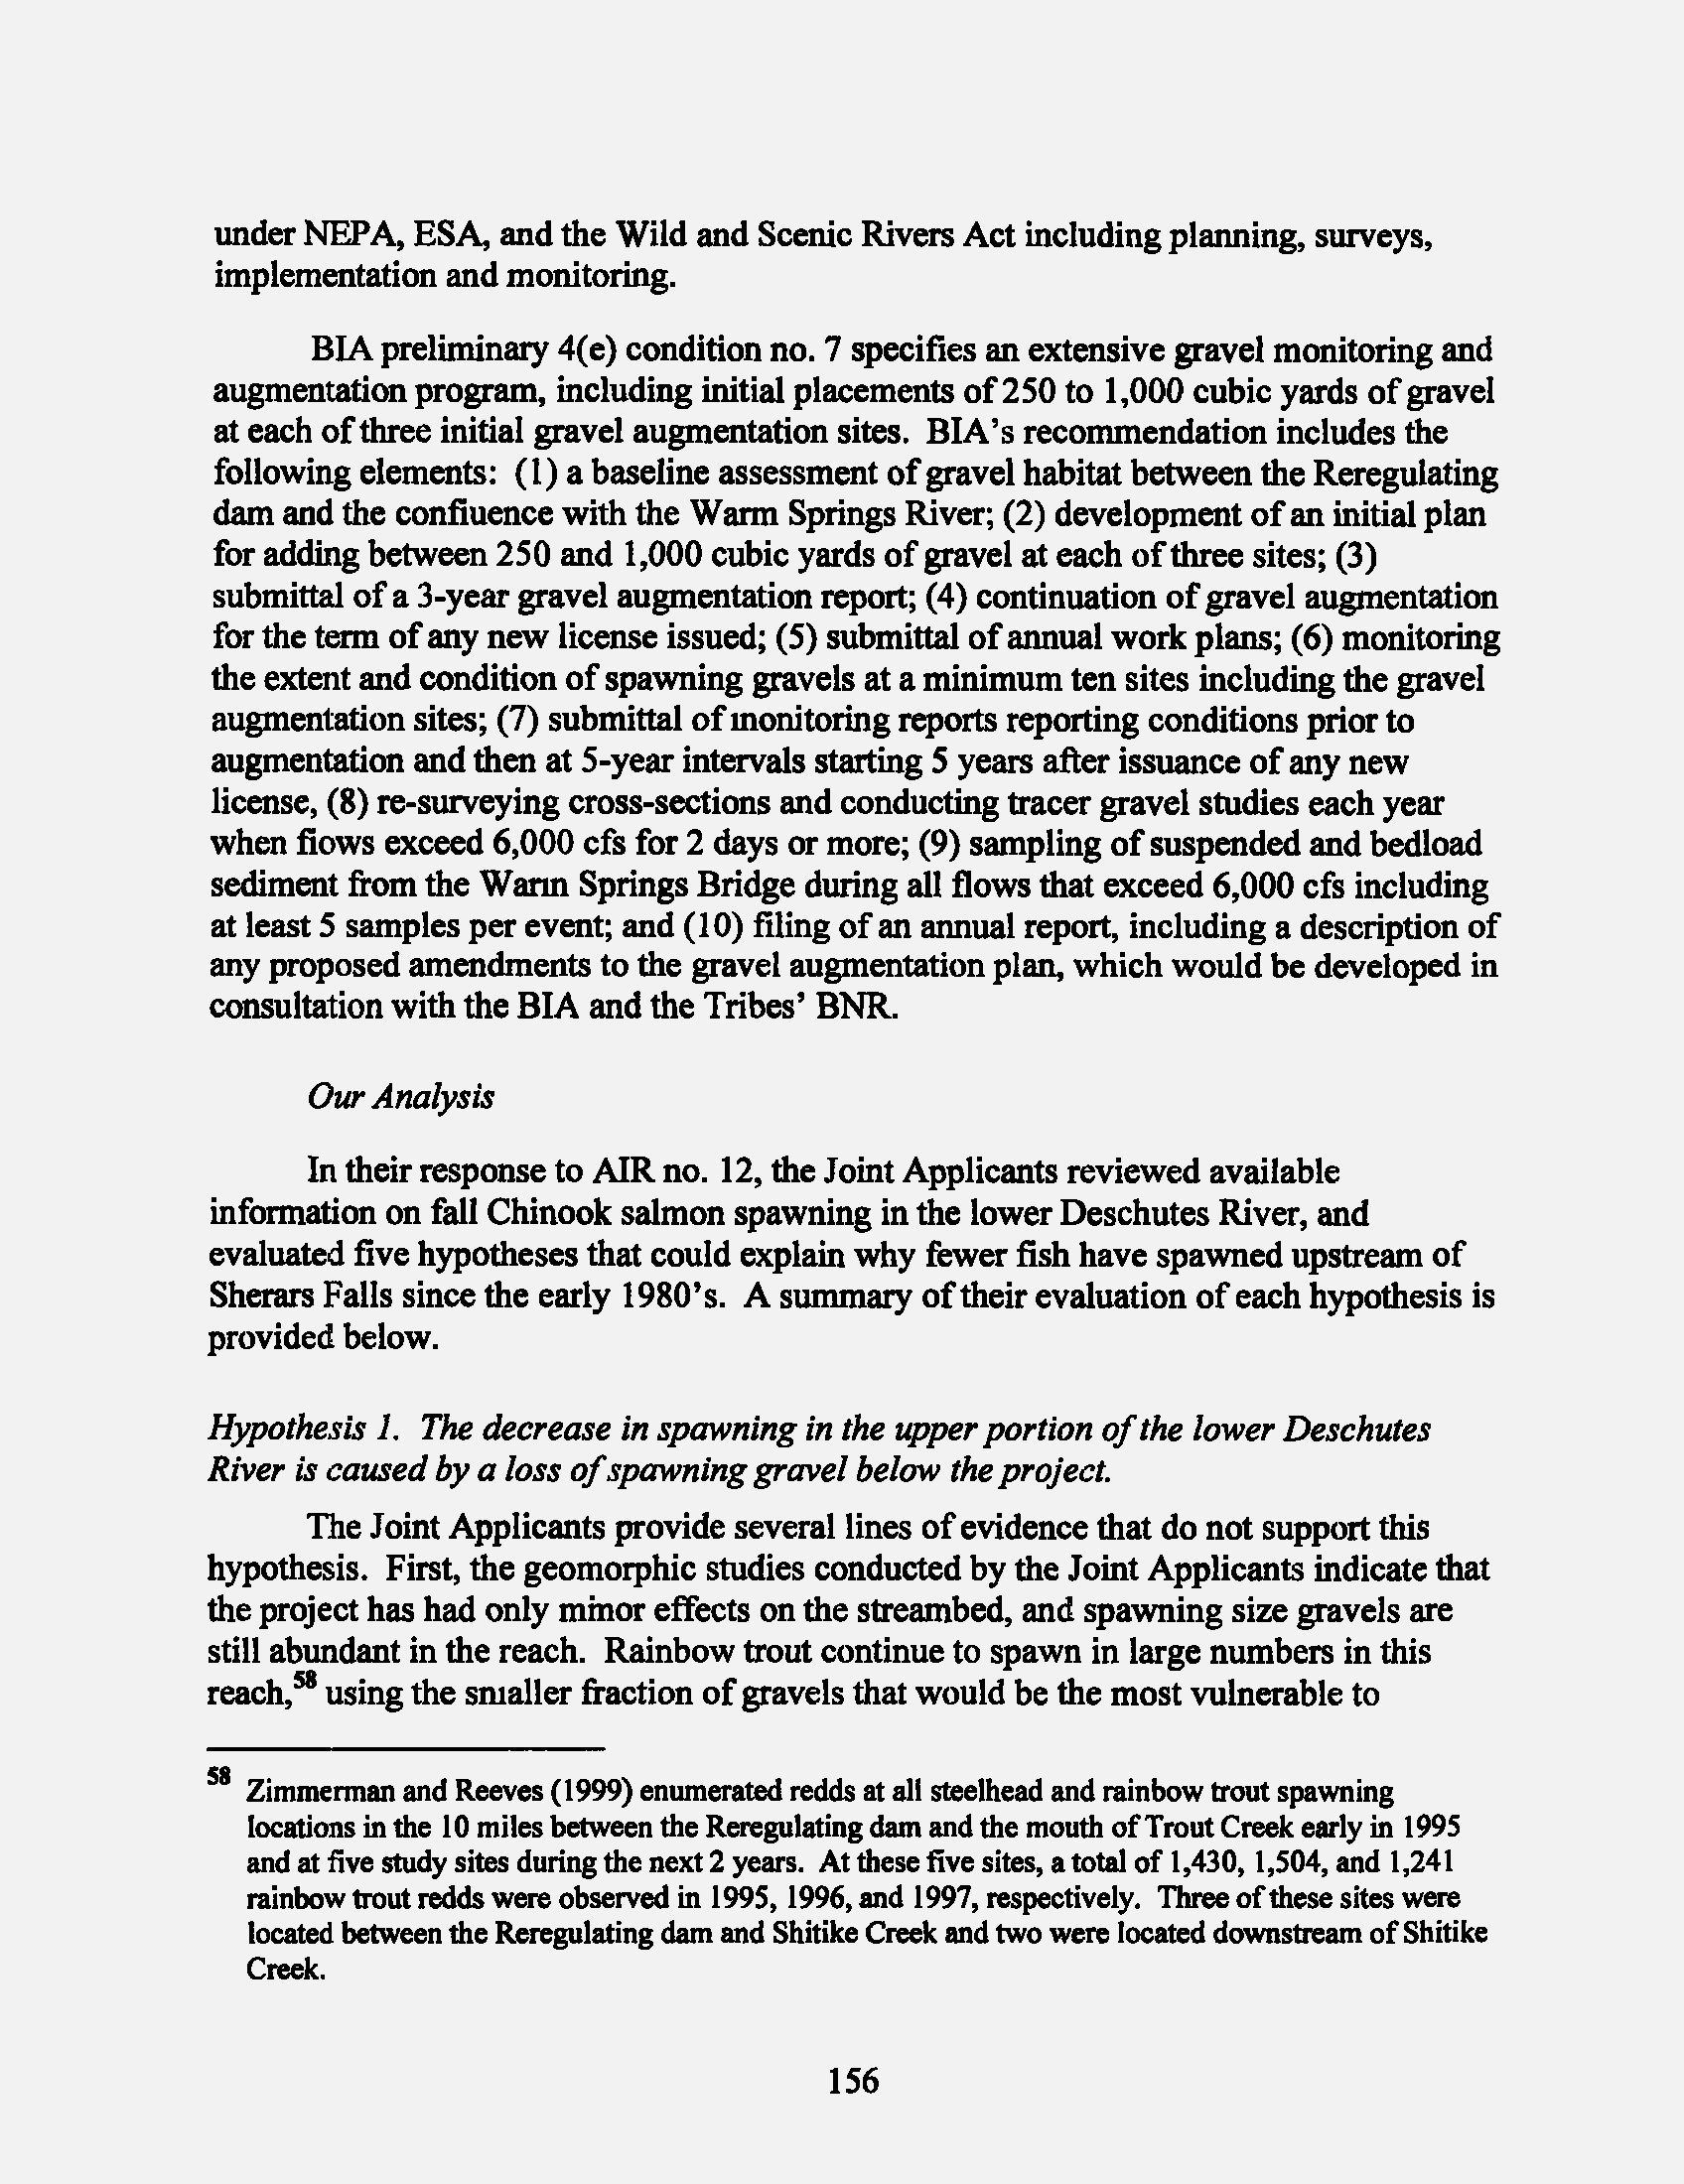 under NEPA, ESA, and the Wild and Scenic Rivers Act including planning, surveys,
implementation and monitoring.
BIA preliminary 4(e) condition no. 7 specifies an extensive gravel monitoring and
augmentation program, including initial placements of 250 to 1,000 cubic yards of gravel
at each of three initial gravel augmentation sites. BIA's recommendation includes the
following elements: (1) a baseline assessment of gravel habitat between the Reregulating
dam and the confluence with the Warm Springs River; (2) development of an initial plan
for adding between 250 and 1,000 cubic yards of gravel at each of three sites; (3)
submittal of a 3-year gravel augmentation report; (4) continuation of gravel augmentation
for the term of any new license issued; (5) submittal of annual work plans; (6) monitoring
the extent and condition of spawning gravels at a minimum ten sites including the gravel
augmentation sites; (7) submittal of monitoring reports reporting conditions prior to
augmentation and then at 5-year intervals starting 5 years after issuance of any new
license, (8) re-surveying cross-sections and conducting tracer gravel studies each year
when flows exceed 6,000 cfs for 2 days or more; (9) sampling of suspended and bedload
sediment from the Warm Springs Bridge during all flows that exceed 6,000 cfs including
at least 5 samples per event; and (10) filing of an annual report, including a description of
any proposed amendments to the gravel augmentation plan, which would be developed in
consultation with the BIA and the Tribes' BNR.
Our Analysis
In their response to AIR no. 12, the Joint Applicants reviewed available
information on fall Chinook salmon spawning in the lower Deschutes River, and
evaluated five hypotheses that could explain why fewer fish have spawned upstream of
Sherars Falls since the early 1980's. A summary of their evaluation of each hypothesis is
provided below.
Hypothesis 1. The decrease in spawning in the upper portion of the lower Deschutes
River is caused by a loss of spawning gravel below the project.
The Joint Applicants provide several lines of evidence that do not support this
hypothesis. First, the geomorphic studies conducted by the Joint Applicants indicate that
the project has had only minor effects on the streambed, and spawning size gravels are
still abundant in the reach. Rainbow trout continue to spawn in large numbers in this
reach,58 using the smaller fraction of gravels that would be the most vulnerable to
58 Zimmerman and Reeves (1999) enumerated redds at all steelhead and rainbow trout spawning
locations in the 10 miles between the Reregulating dam and the mouth of Trout Creek early in 1995
and at five study sites during the next 2 years. At these five sites, a total of 1,430, 1,504, and 1,241
rainbow trout redds were observed in 1995, 1996, and 1997, respectively. Three of these sites were
located between the Reregulating dam and Shitike Creek and two were located downstream of Shitike
Creek.
156